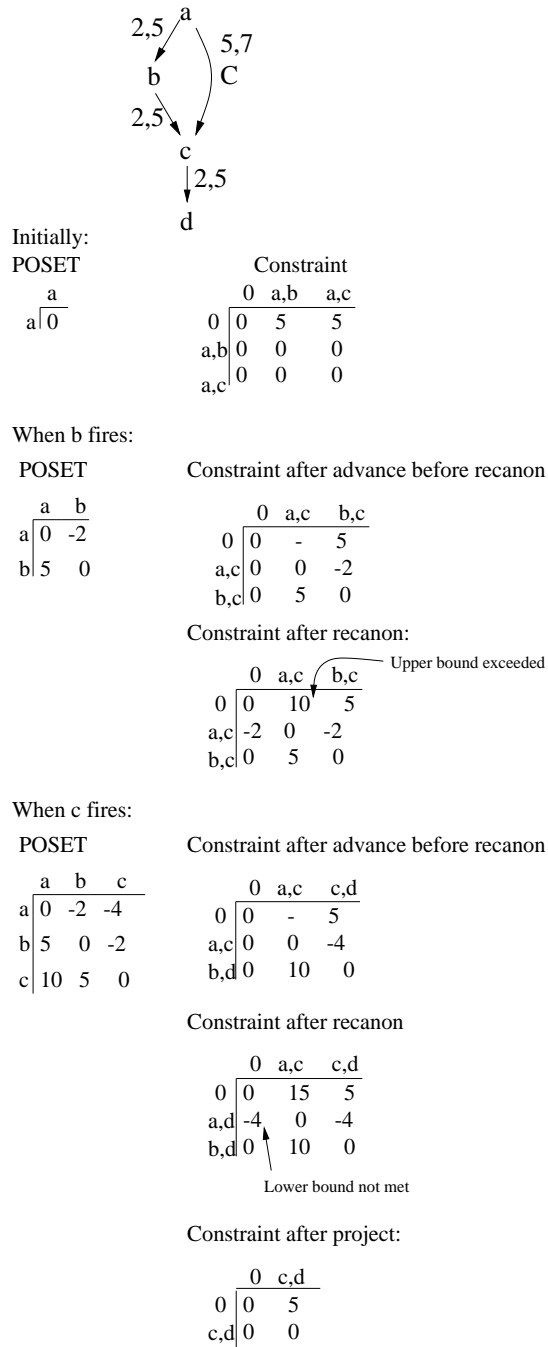 a
2,5
5,7
b
C
2,5
c
2,5
d
Initially:
POSET Constraint
a
a 0
0 a,b a,c
0 0 5 5
a,b 0 0 0
a,c 0 0 0
When b fires:
POSET Constraint after advance before recanon
a b
a 0 -2
b 5 0
0 a,c b,c
0 0 - 5
a,c 0 0 -2
b,c 0 5 0
Constraint after recanon:
Upper bound exceeded
0 a,c b,c
0 0 10 5
a,c -2 0 -2
b,c 0 5 0
When c fires:
POSET Constraint after advance before recanon
a b c
a 0 -2 -4
b 5 0 -2
c 10 5 0
0 a,c c,d
0 0 - 5
a,c 0 0 -4
b,d 0 10 0
Constraint after recanon
0 a,c c,d
0 0 15 5
a,d -4 0 -4
b,d 0 10 0
Lower bound not met
Constraint after project:
0 c,d
0 0 5
c,d 0 0